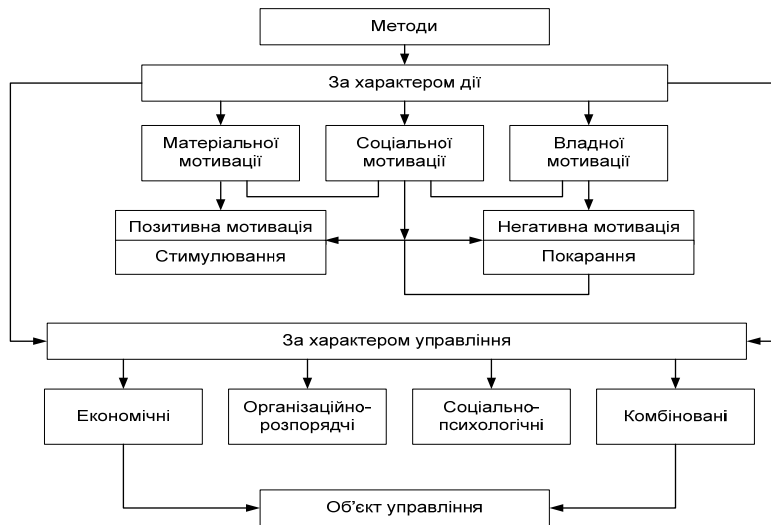 Методи
За характером дії
Матеріальної
мотивації
Соціальної
мотивації
Владної
мотивації
Позитивна мотивація
Стимулювання
Негативна мотивація
Покарання
За характером управління
Економічні
Організаційно-
розпорядчі
Соціально-
психологічні
Комбіновані
Об'єкт управління